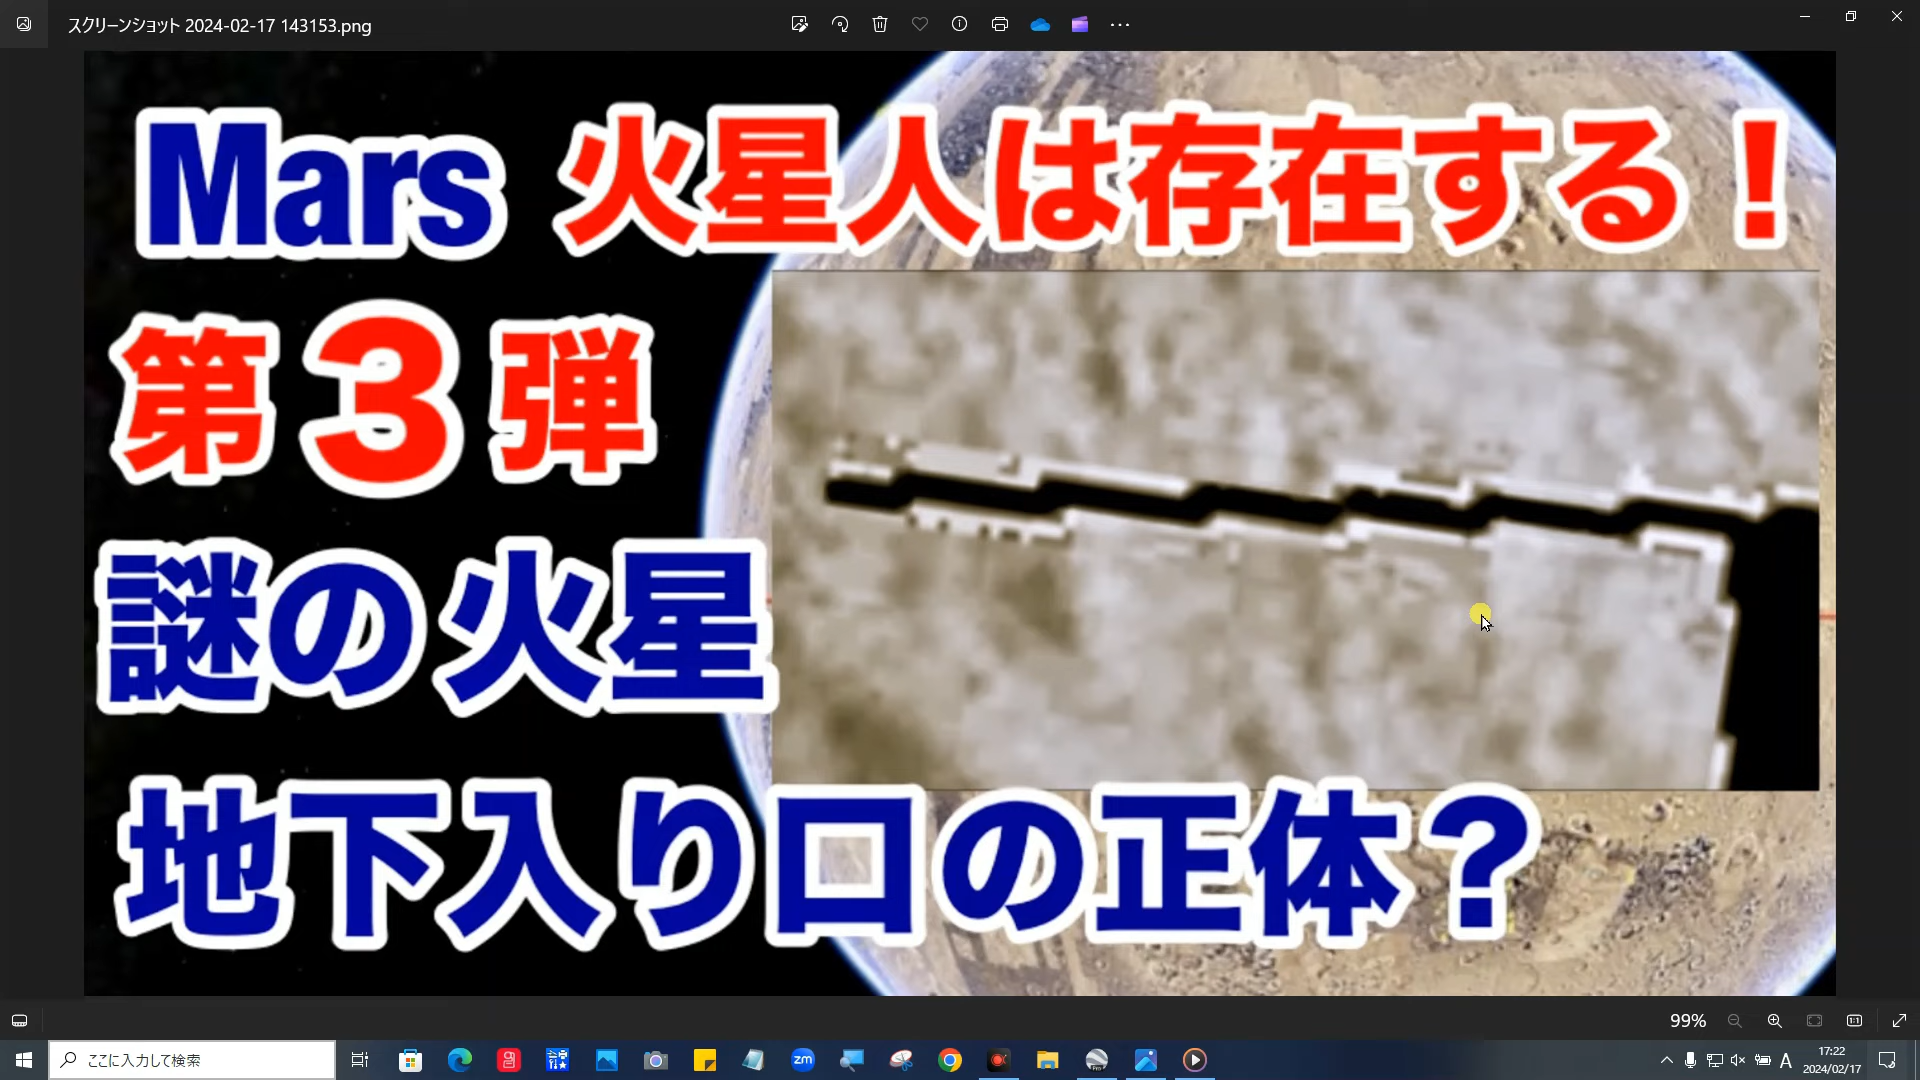 スクリーンショット 2024-02-17 143153.png
Mars 火星人は存在する！
第3弾
謎の火星
地下入り口の正体？
99%
ここに入力して検索
zm
A
17:22
2024/02/17